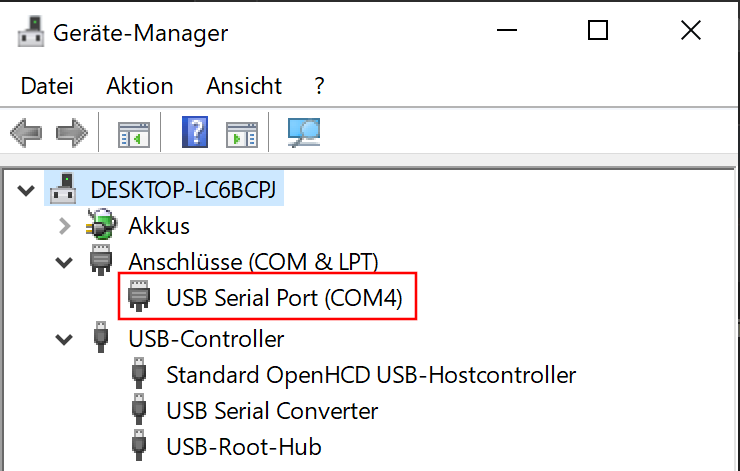 Geräte-Manager
Datei Aktion Ansicht ?
DESKTOP-LC6BCPJ
Akkus
Anschlüsse (COM & LPT)
USB Serial Port (COM4)
USB-Controller
Standard OpenHCD USB-Hostcontroller
USB Serial Converter
USB-Root-Hub